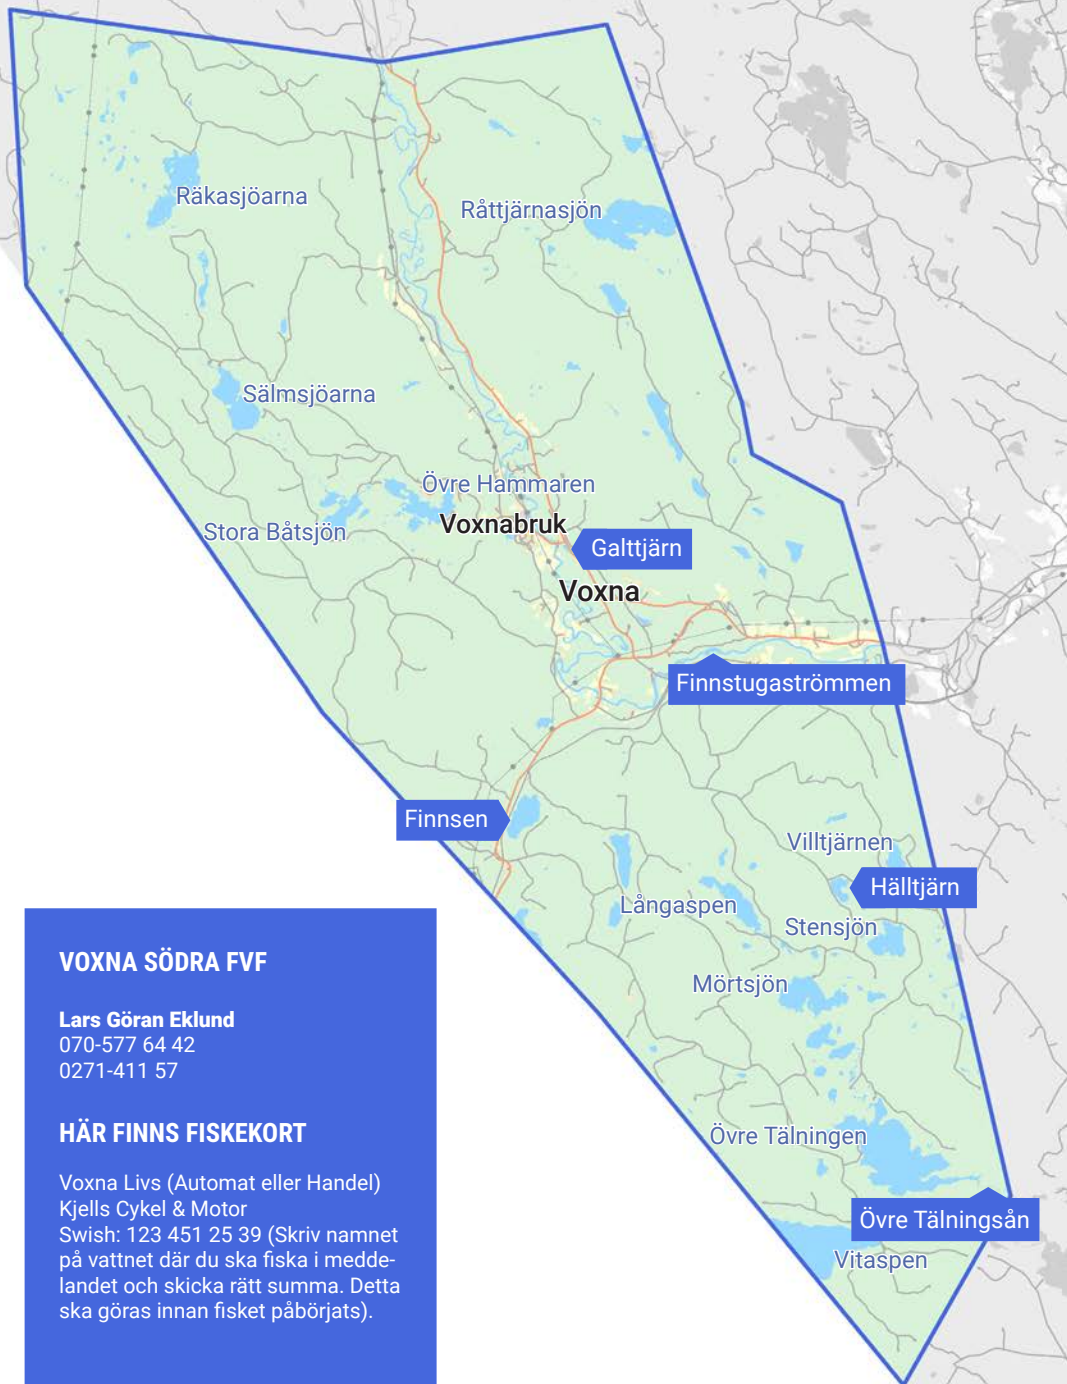 Räkasjöarna
Råttjärnasjön
Sälmsjöarna
Övre Hammaren
Voxnabruk
Stora Båtsjön
Galttjärn
Voxna
Finnstugaströmmen
Finnsen
Villtjärnen
Hälltjärn
Långaspen
Stensjön
Mörtsjön
Övre Tälningen
Övre Tälningsån
Vitaspen
VOXNA SÖDRA FVF
Lars Göran Eklund
070-577 64 42
0271-411 57
HÄR FINNS FISKEKORT
Voxna Livs (Automat eller Handel)
Kjells Cykel & Motor
Swish: 123 451 25 39 (Skriv namnet
på vattnet där du ska fiska i medde-
landet och skicka rätt summa. Detta
ska göras innan fisket påbörjats).